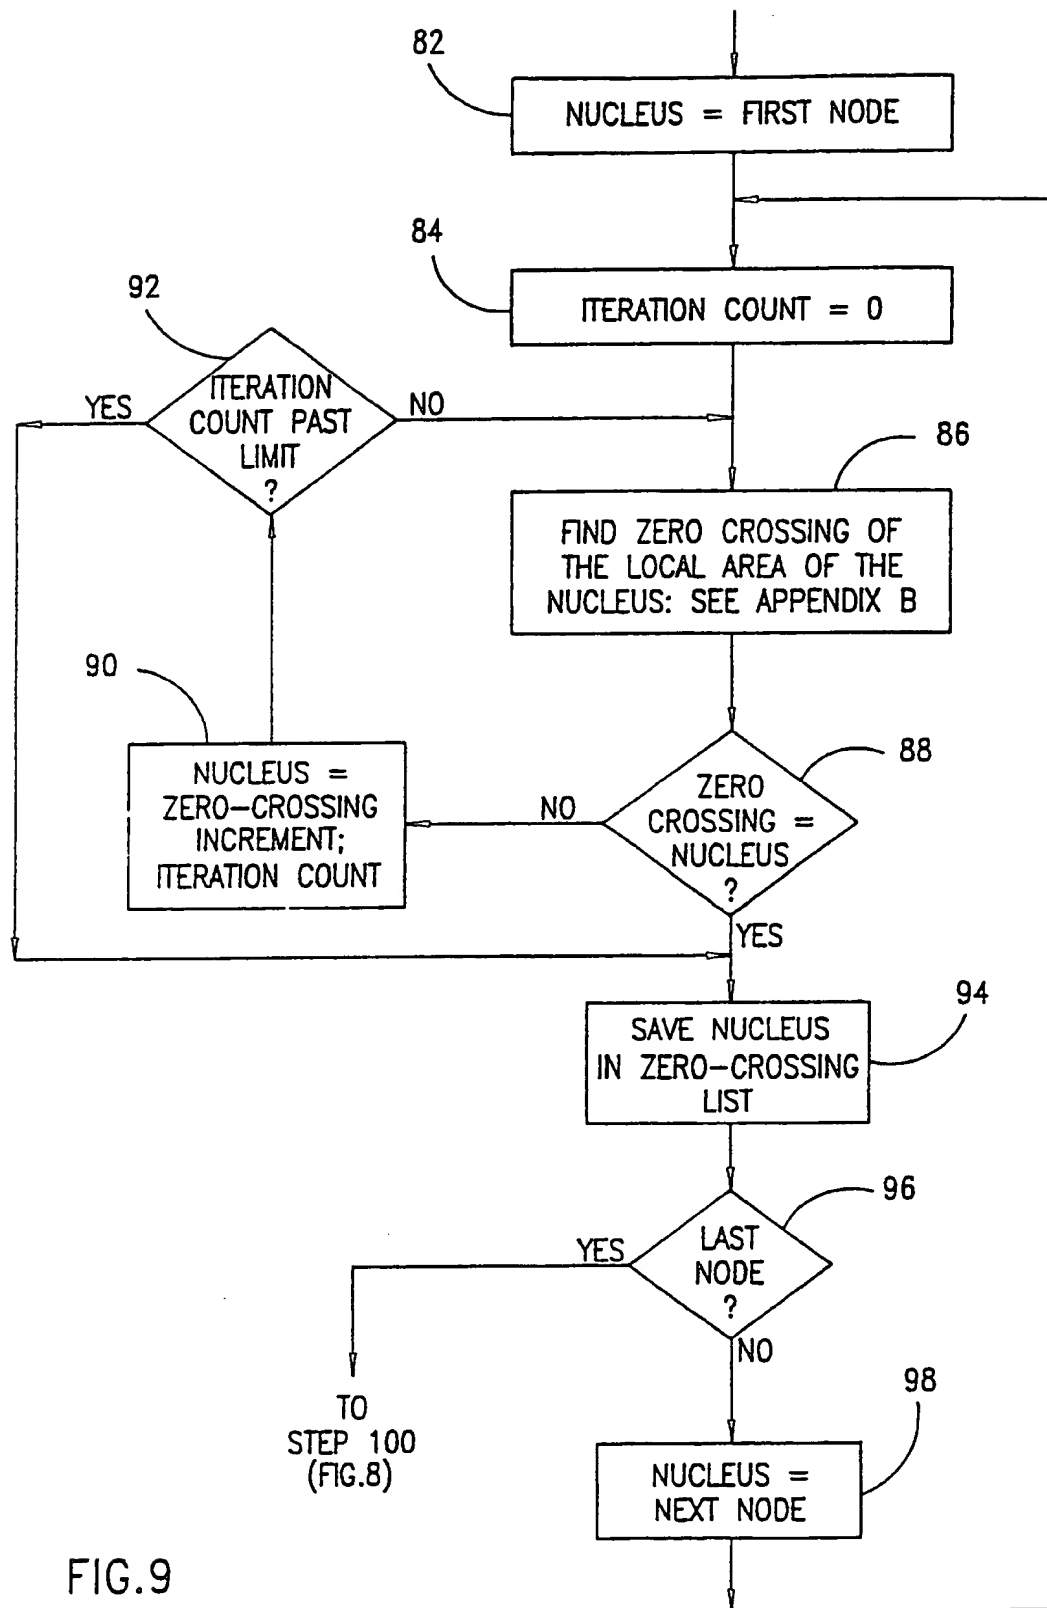 82
NUCLEUS = FIRST NODE
84
ITERATION COUNT = 0
92
ITERATION
COUNT PAST
LIMIT
?
YES
NO
86
FIND ZERO CROSSING OF
THE LOCAL AREA OF THE
NUCLEUS: SEE APPENDIX B
90
NUCLEUS =
ZERO-CROSSING
INCREMENT;
ITERATION COUNT
88
ZERO
CROSSING =
NUCLEUS
?
NO
YES
94
SAVE NUCLEUS
IN ZERO-CROSSING
LIST
96
LAST
NODE
?
YES
NO
TO
STEP 100
(FIG.8)
98
NUCLEUS =
NEXT NODE
FIG.9